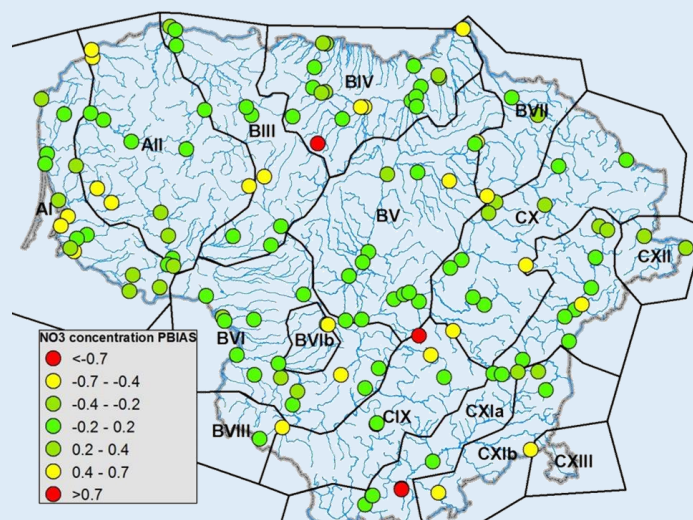 BIV
BVII
BIII
AII
AI
BV
CX
CXII
BVI
BVIb
NO3 concentration PBIAS
<-0.7
-0.7 - -0.4
-0.4 - -0.2
-0.2 - 0.2
0.2 - 0.4
0.4 - 0.7
>0.7
BVIII
CIX
CXIa
CXIb
CXIII